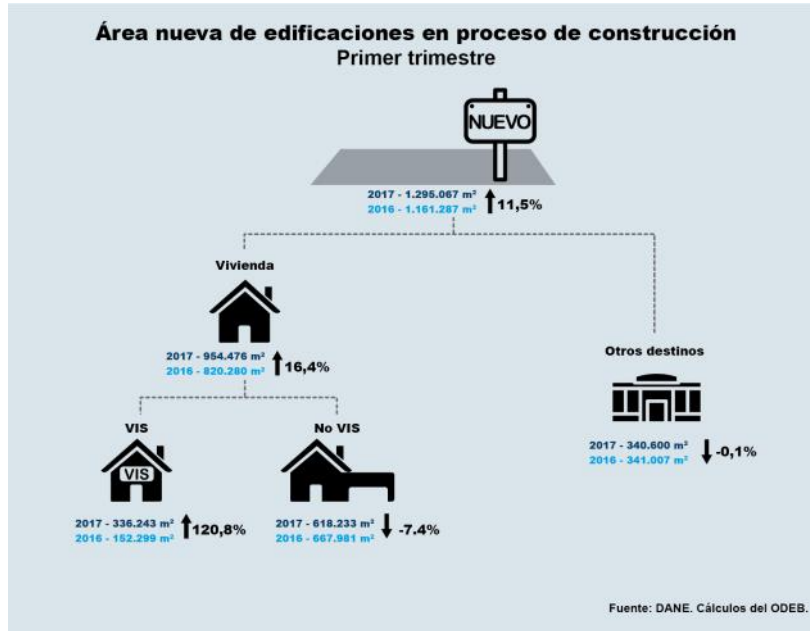 Área nueva de edificaciones en proceso de construcción
Primer trimestre
NUEVO
2017 - 1.295.067 m²
2016 - 1.161.287 m²
11,5%
Vivienda
2017 - 954.476 m²
2016 - 820.280 m²
16,4%
Otros destinos
2017 - 340.600 m²
2016 - 341.007 m²
-0,1%
VIS
VIS
2017 - 336.243 m²
2016 - 152.299 m²
120,8%
No VIS
2017 - 618.233 m²
2016 - 667.981 m²
-7.4%
Fuente: DANE. Cálculos del ODEB.